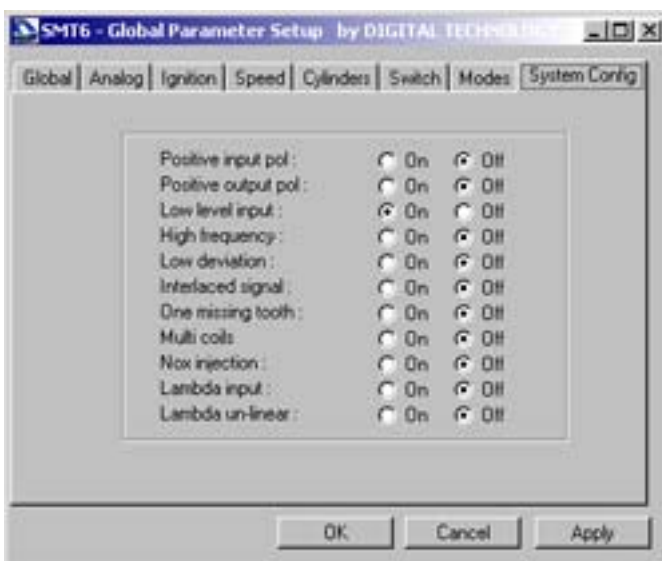 SMT6 - Global Parameter Setup by DIGITAL
Global Analog Ignition Speed Cylinders Switch Modes System Config
Positive input pol : On Off
Positive output pol : On Off
Low level input : On Off
High frequency : On Off
Low deviation : On Off
Interlaced signal : On Off
One missing tooth : On Off
Multi coils On Off
Nox injection : On Off
Lambda input : On Off
Lambda un-linear : On Off
OK Cancel Apply